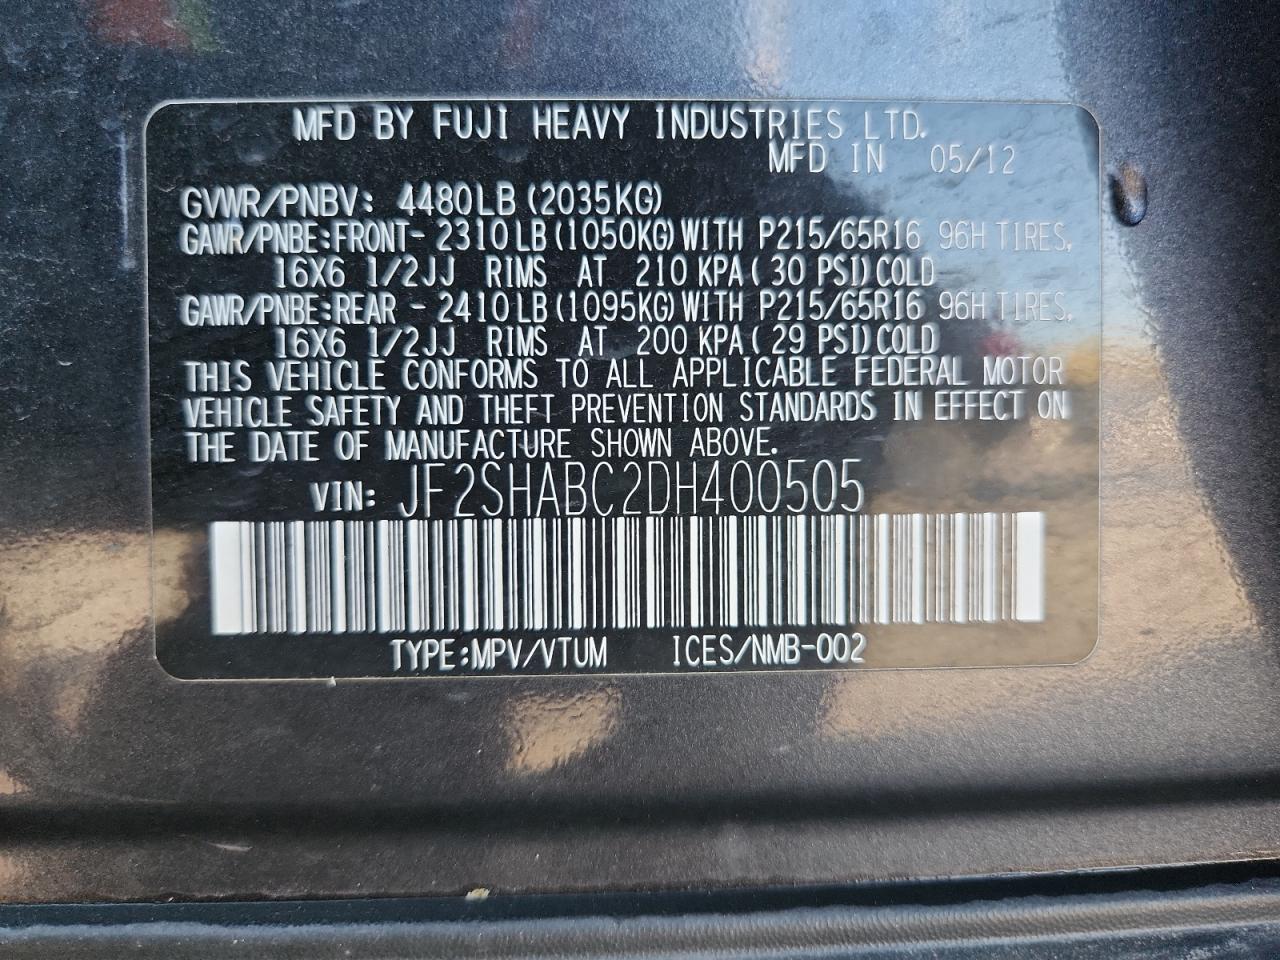 MFD BY FUJI HEAVY INDUSTRIES LTD.
MFD IN 05/12
GVWR/PNBV: 4480LB (2035KG)
GAWR/PNBE:FRONT- 2310LB(1050KG)WITH P215/65R16 96H TIRES,
16X6 1/2JJ RIMS AT 210 KPA( 30 PSI)COLD
GAWR/PNBE:REAR - 2410LB(1095KG)WITH P215/65R16 96H TIRES,
16X6 1/2JJ RIMS AT 200 KPA( 29 PSI)COLD
THIS VEHICLE CONFORMS TO ALL APPLICABLE FEDERAL MOTOR
VEHICLE SAFETY AND THEFT PREVENTION STANDARDS IN EFFECT ON
THE DATE OF MANUFACTURE SHOWN ABOVE.
VIN: JF2SHABC2DH400505
TYPE:MPV/VTUM ICES/NMB-002